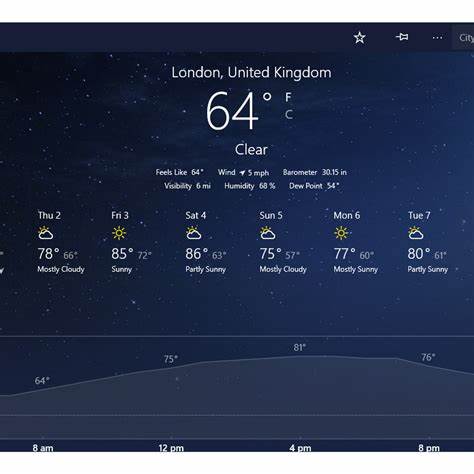 City
London, United Kingdom
64° F
C
Clear
Feels Like 64° Wind 5 mph Barometer 30.15 in
Visibility 6 mi Humidity 68 % Dew Point 54°
Thu 2 Fri 3 Sat 4 Sun 5 Mon 6 Tue 7
78° 66° 85° 72° 86° 63° 75° 57° 77° 60° 80° 61°
Mostly Cloudy Sunny Partly Sunny Mostly Cloudy Sunny Partly Sunny
81°
75° 76°
64°
8 am 12 pm 4 pm 8 pm